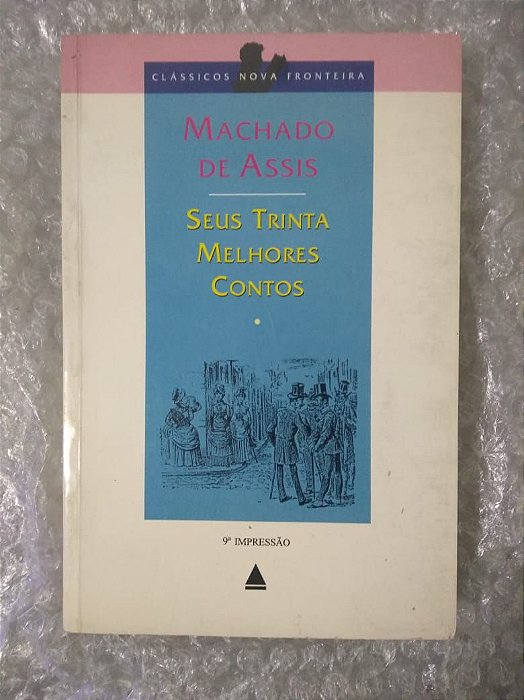 CLÁSSICOS NOVA FRONTEIRA
MACHADO
DE ASSIS
SEUS TRINTA
MELHORES
CONTOS
9ª IMPRESSÃO